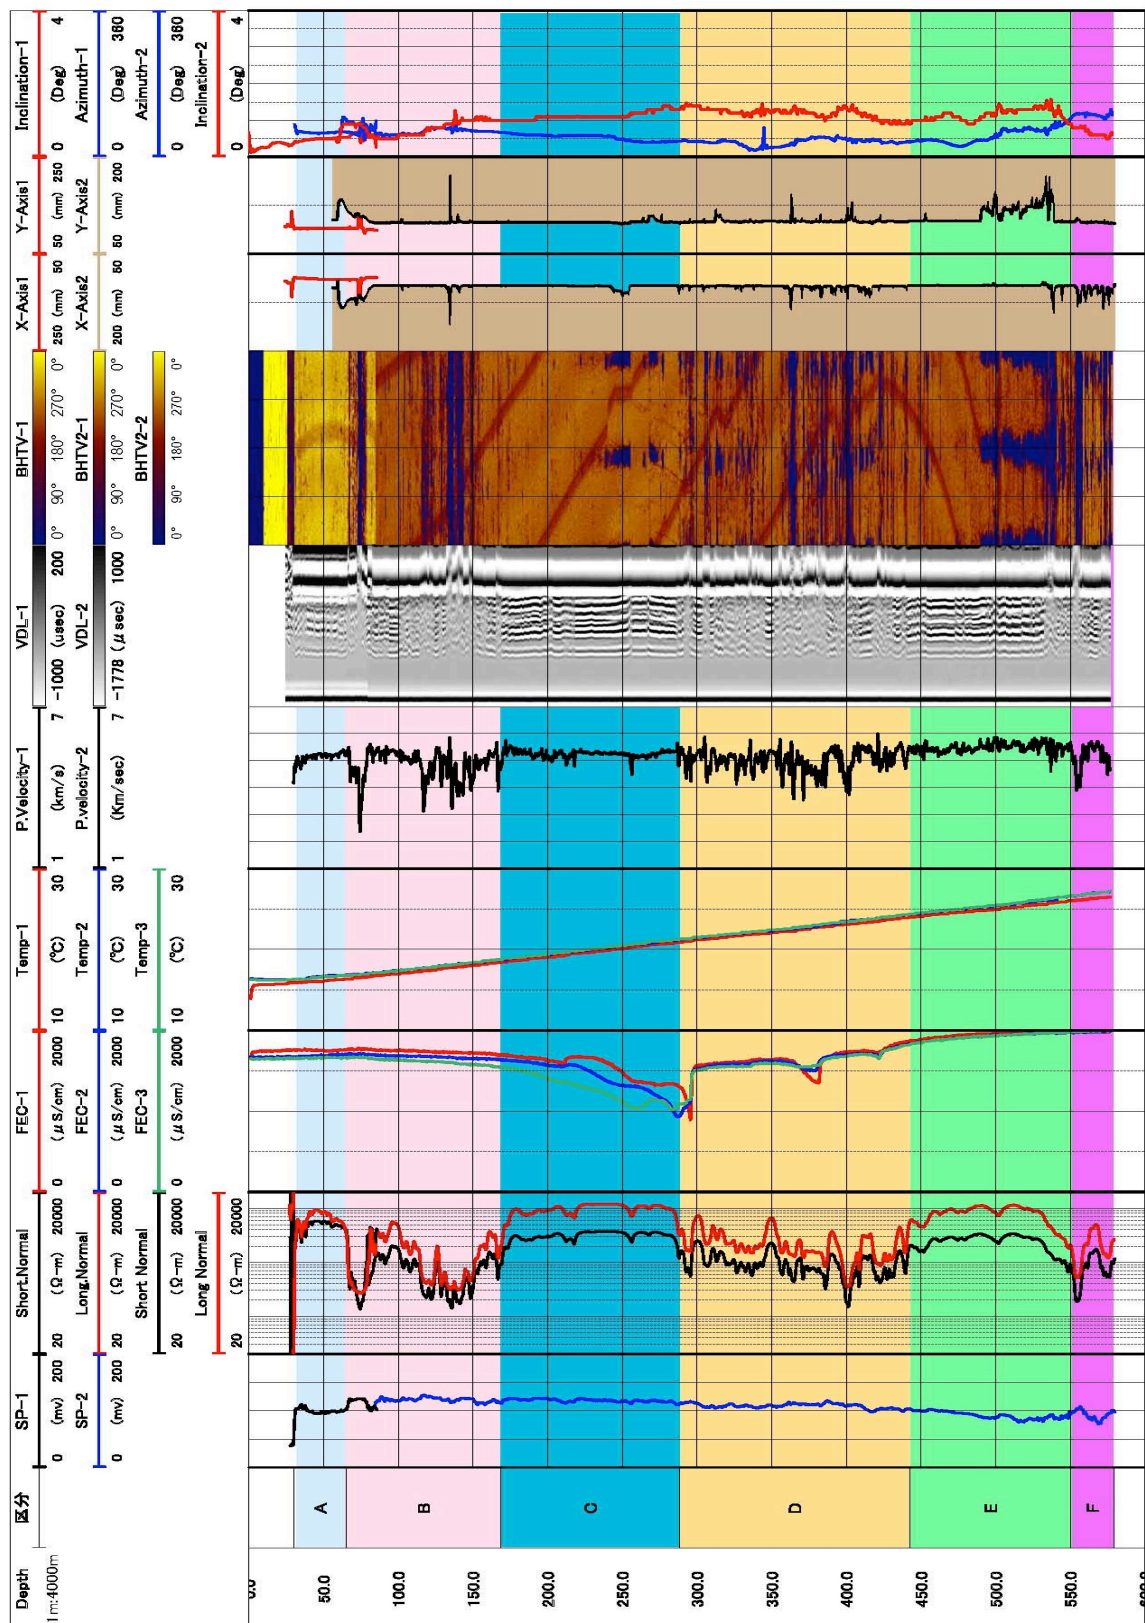 Depth
1m:4000m
区分
SP-1
0 (mv) 200
SP-2
0 (mv) 200
Short.Normal
20 (Ω-m) 20000
Long.Normal
20 (Ω-m) 20000
Short Normal
20 (Ω-m) 20000
Long Normal
20 (Ω-m) 20000
FEC-1
0 (μS/cm) 2000
FEC-2
0 (μS/cm) 2000
FEC-3
0 (μS/cm) 2000
Temp-1
10 (℃) 30
Temp-2
10 (℃) 30
Temp-3
10 (℃) 30
P.Velocity-1
1 (km/s) 7
P.velocity-2
1 (Km/sec) 7
VDL-1
-1000 (usec) 200
VDL-2
-1778 (μsec) 1000
BHTV-1
0° 90° 180° 270° 0°
BHTV2-1
0° 90° 180° 270° 0°
BHTV2-2
0° 90° 180° 270° 0°
X-Axis1
250 (mm) 50
X-Axis2
200 (mm) 50
Y-Axis1
50 (mm) 250
Y-Axis2
50 (mm) 200
Inclination-1
0 (Deg) 4
Azimuth-1
0 (Deg) 360
Azimuth-2
0 (Deg) 360
Inclination-2
0 (Deg) 4
50.0
A
100.0
B
150.0
200.0
C
250.0
300.0
350.0
D
400.0
450.0
500.0
E
550.0
F